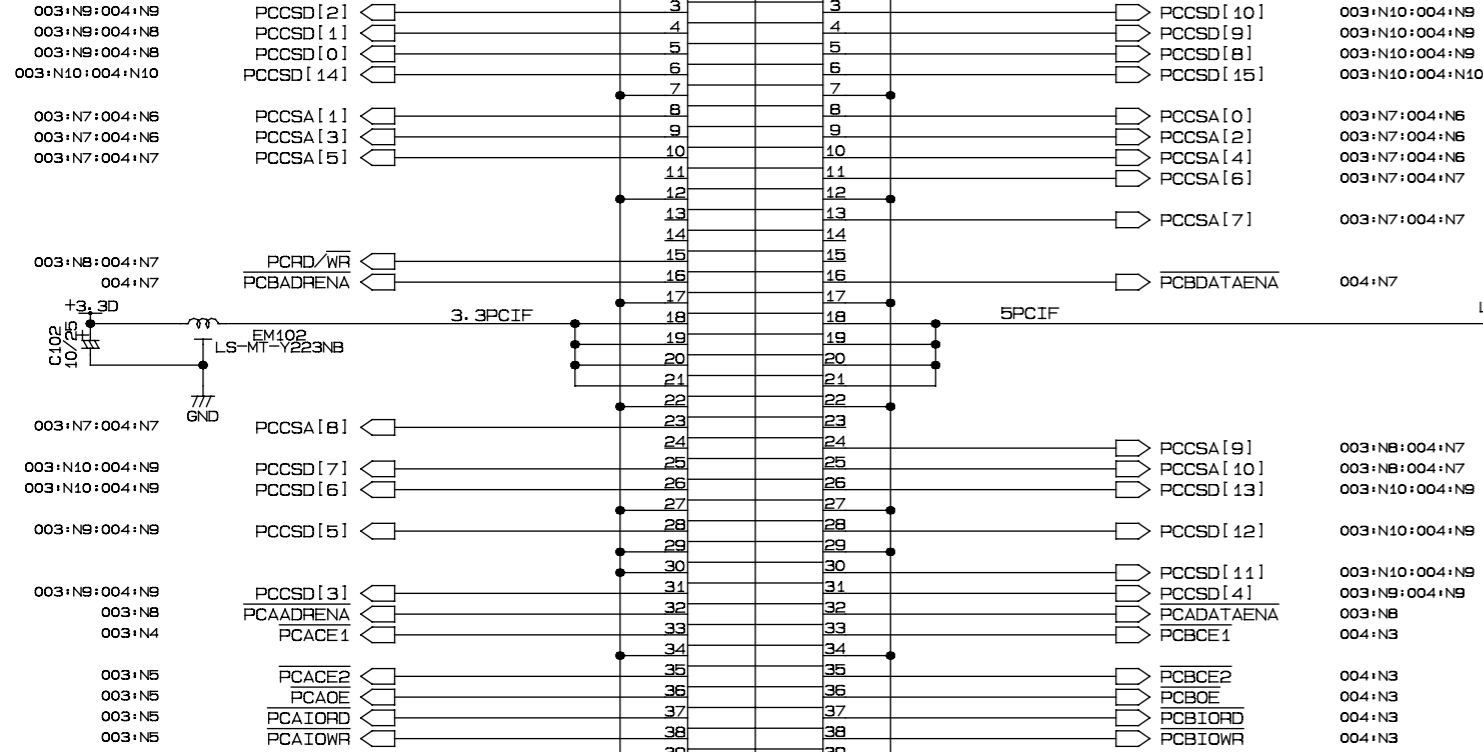 003:N9:004:N9 PCCSD[2] 3 3 PCCSD[10] 003:N10:004:N9
003:N9:004:N8 PCCSD[1] 4 4 PCCSD[9] 003:N10:004:N9
003:N9:004:N8 PCCSD[0] 5 5 PCCSD[8] 003:N10:004:N9
003:N10:004:N10 PCCSD[14] 6 6 PCCSD[15] 003:N10:004:N10
7 7
003:N7:004:N6 PCCSA[1] 8 8 PCCSA[0] 003:N7:004:N6
003:N7:004:N6 PCCSA[3] 9 9 PCCSA[2] 003:N7:004:N6
003:N7:004:N7 PCCSA[5] 10 10 PCCSA[4] 003:N7:004:N6
11 11 PCCSA[6] 003:N7:004:N7
12 12
13 13 PCCSA[7] 003:N7:004:N7
14 14
003:N8:004:N7 PCRD/WR 15 15
004:N7 PCBADRENA 16 16 PCBDATAENA 004:N7
17 17
+3.3D
3.3PCIF 18 18 5PCIF
C102
10/25
EM102
LS-MT-Y223NB
19 19
20 20
21 21
GND
22 22
003:N7:004:N7 PCCSA[8] 23 23
24 24 PCCSA[9] 003:N8:004:N7
003:N10:004:N9 PCCSD[7] 25 25 PCCSA[10] 003:N8:004:N7
003:N10:004:N9 PCCSD[6] 26 26 PCCSD[13] 003:N10:004:N9
27 27
003:N9:004:N9 PCCSD[5] 28 28 PCCSD[12] 003:N10:004:N9
29 29
30 30 PCCSD[11] 003:N10:004:N9
003:N9:004:N9 PCCSD[3] 31 31 PCCSD[4] 003:N9:004:N9
003:N8 PCAADRENA 32 32 PCADATAENA 003:N8
003:N4 PCACE1 33 33 PCBCE1 004:N3
34 34
003:N5 PCACE2 35 35 PCBCE2 004:N3
003:N5 PCAOE 36 36 PCBOE 004:N3
003:N5 PCAIORD 37 37 PCBIORD 004:N3
003:N5 PCAIOWR 38 38 PCBIOWR 004:N3